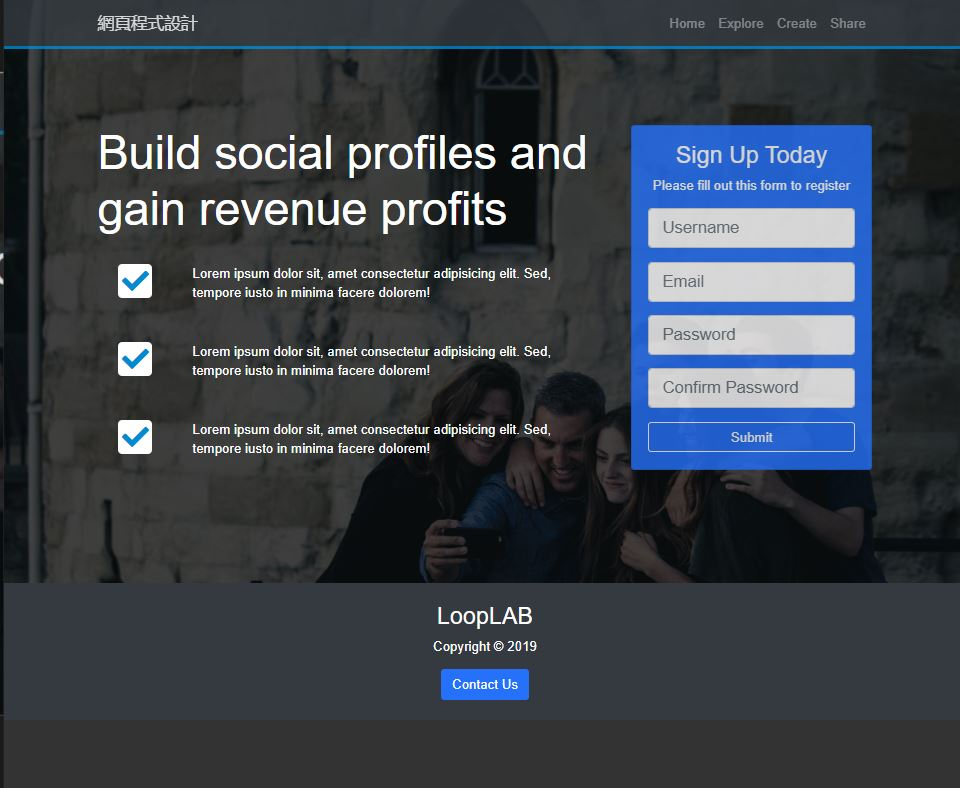 網頁程式設計
Home Explore Create Share
Build social profiles and
gain revenue profits
Lorem ipsum dolor sit, amet consectetur adipisicing elit. Sed,
tempore iusto in minima facere dolorem!
Lorem ipsum dolor sit, amet consectetur adipisicing elit. Sed,
tempore iusto in minima facere dolorem!
Lorem ipsum dolor sit, amet consectetur adipisicing elit. Sed,
tempore iusto in minima facere dolorem!
Sign Up Today
Please fill out this form to register
Username
Email
Password
Confirm Password
Submit
LoopLAB
Copyright © 2019
Contact Us